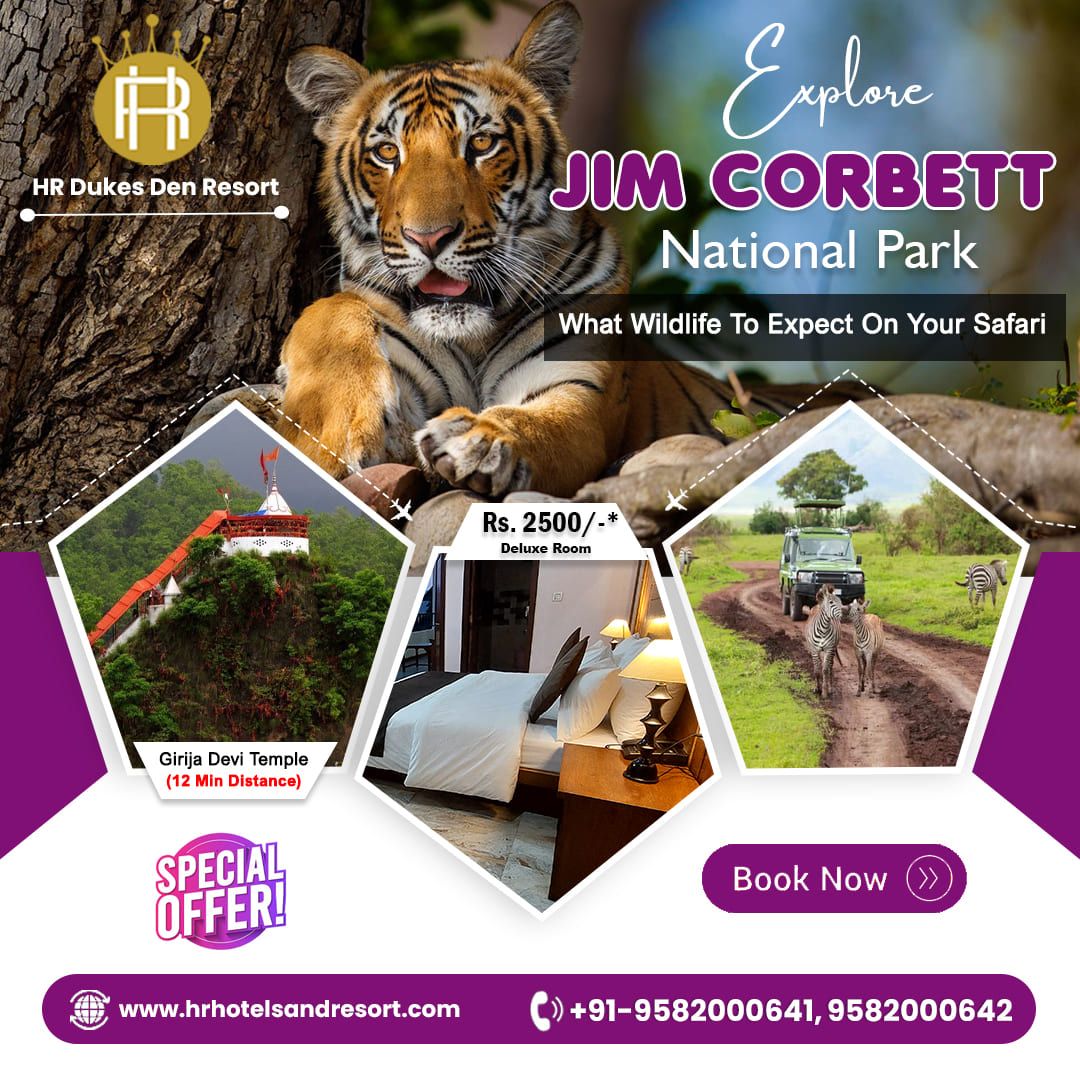 HR
HR Dukes Den Resort
Explore
JIM CORBETT
National Park
What Wildlife To Expect On Your Safari
Rs. 2500/-*
Deluxe Room
Girija Devi Temple
(12 Min Distance)
SPECIAL
OFFER!
Book Now
www.hrhotelsandresort.com
+91-9582000641, 9582000642